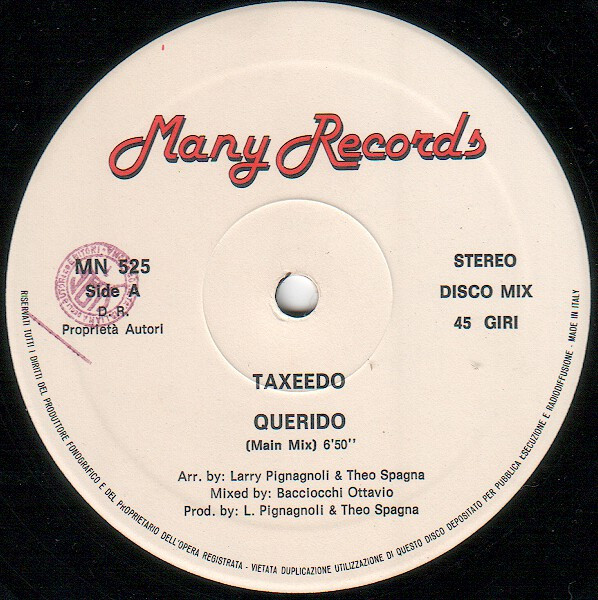 Many Records
MN 525
Side A
D. R.
Proprietà Autori
STEREO
DISCO MIX
45 GIRI
TAXEEDO
QUERIDO
(Main Mix) 6'50''
Arr. by: Larry Pignagnoli & Theo Spagna
Mixed by: Bacciocchi Ottavio
Prod. by: L. Pignagnoli & Theo Spagna
RISERVATI TUTTI I DIRITTI DEL PRODUTTORE FONOGRAFICO E DEL PROPRIETARIO DELL'OPERA REGISTRATA - VIETATA DUPLICAZIONE UTILIZZAZIONE DI QUESTO DISCO DEPOSITATO PER PUBBLICA ESECUZIONE E RADIODIFFUSIONE - MADE IN ITALY